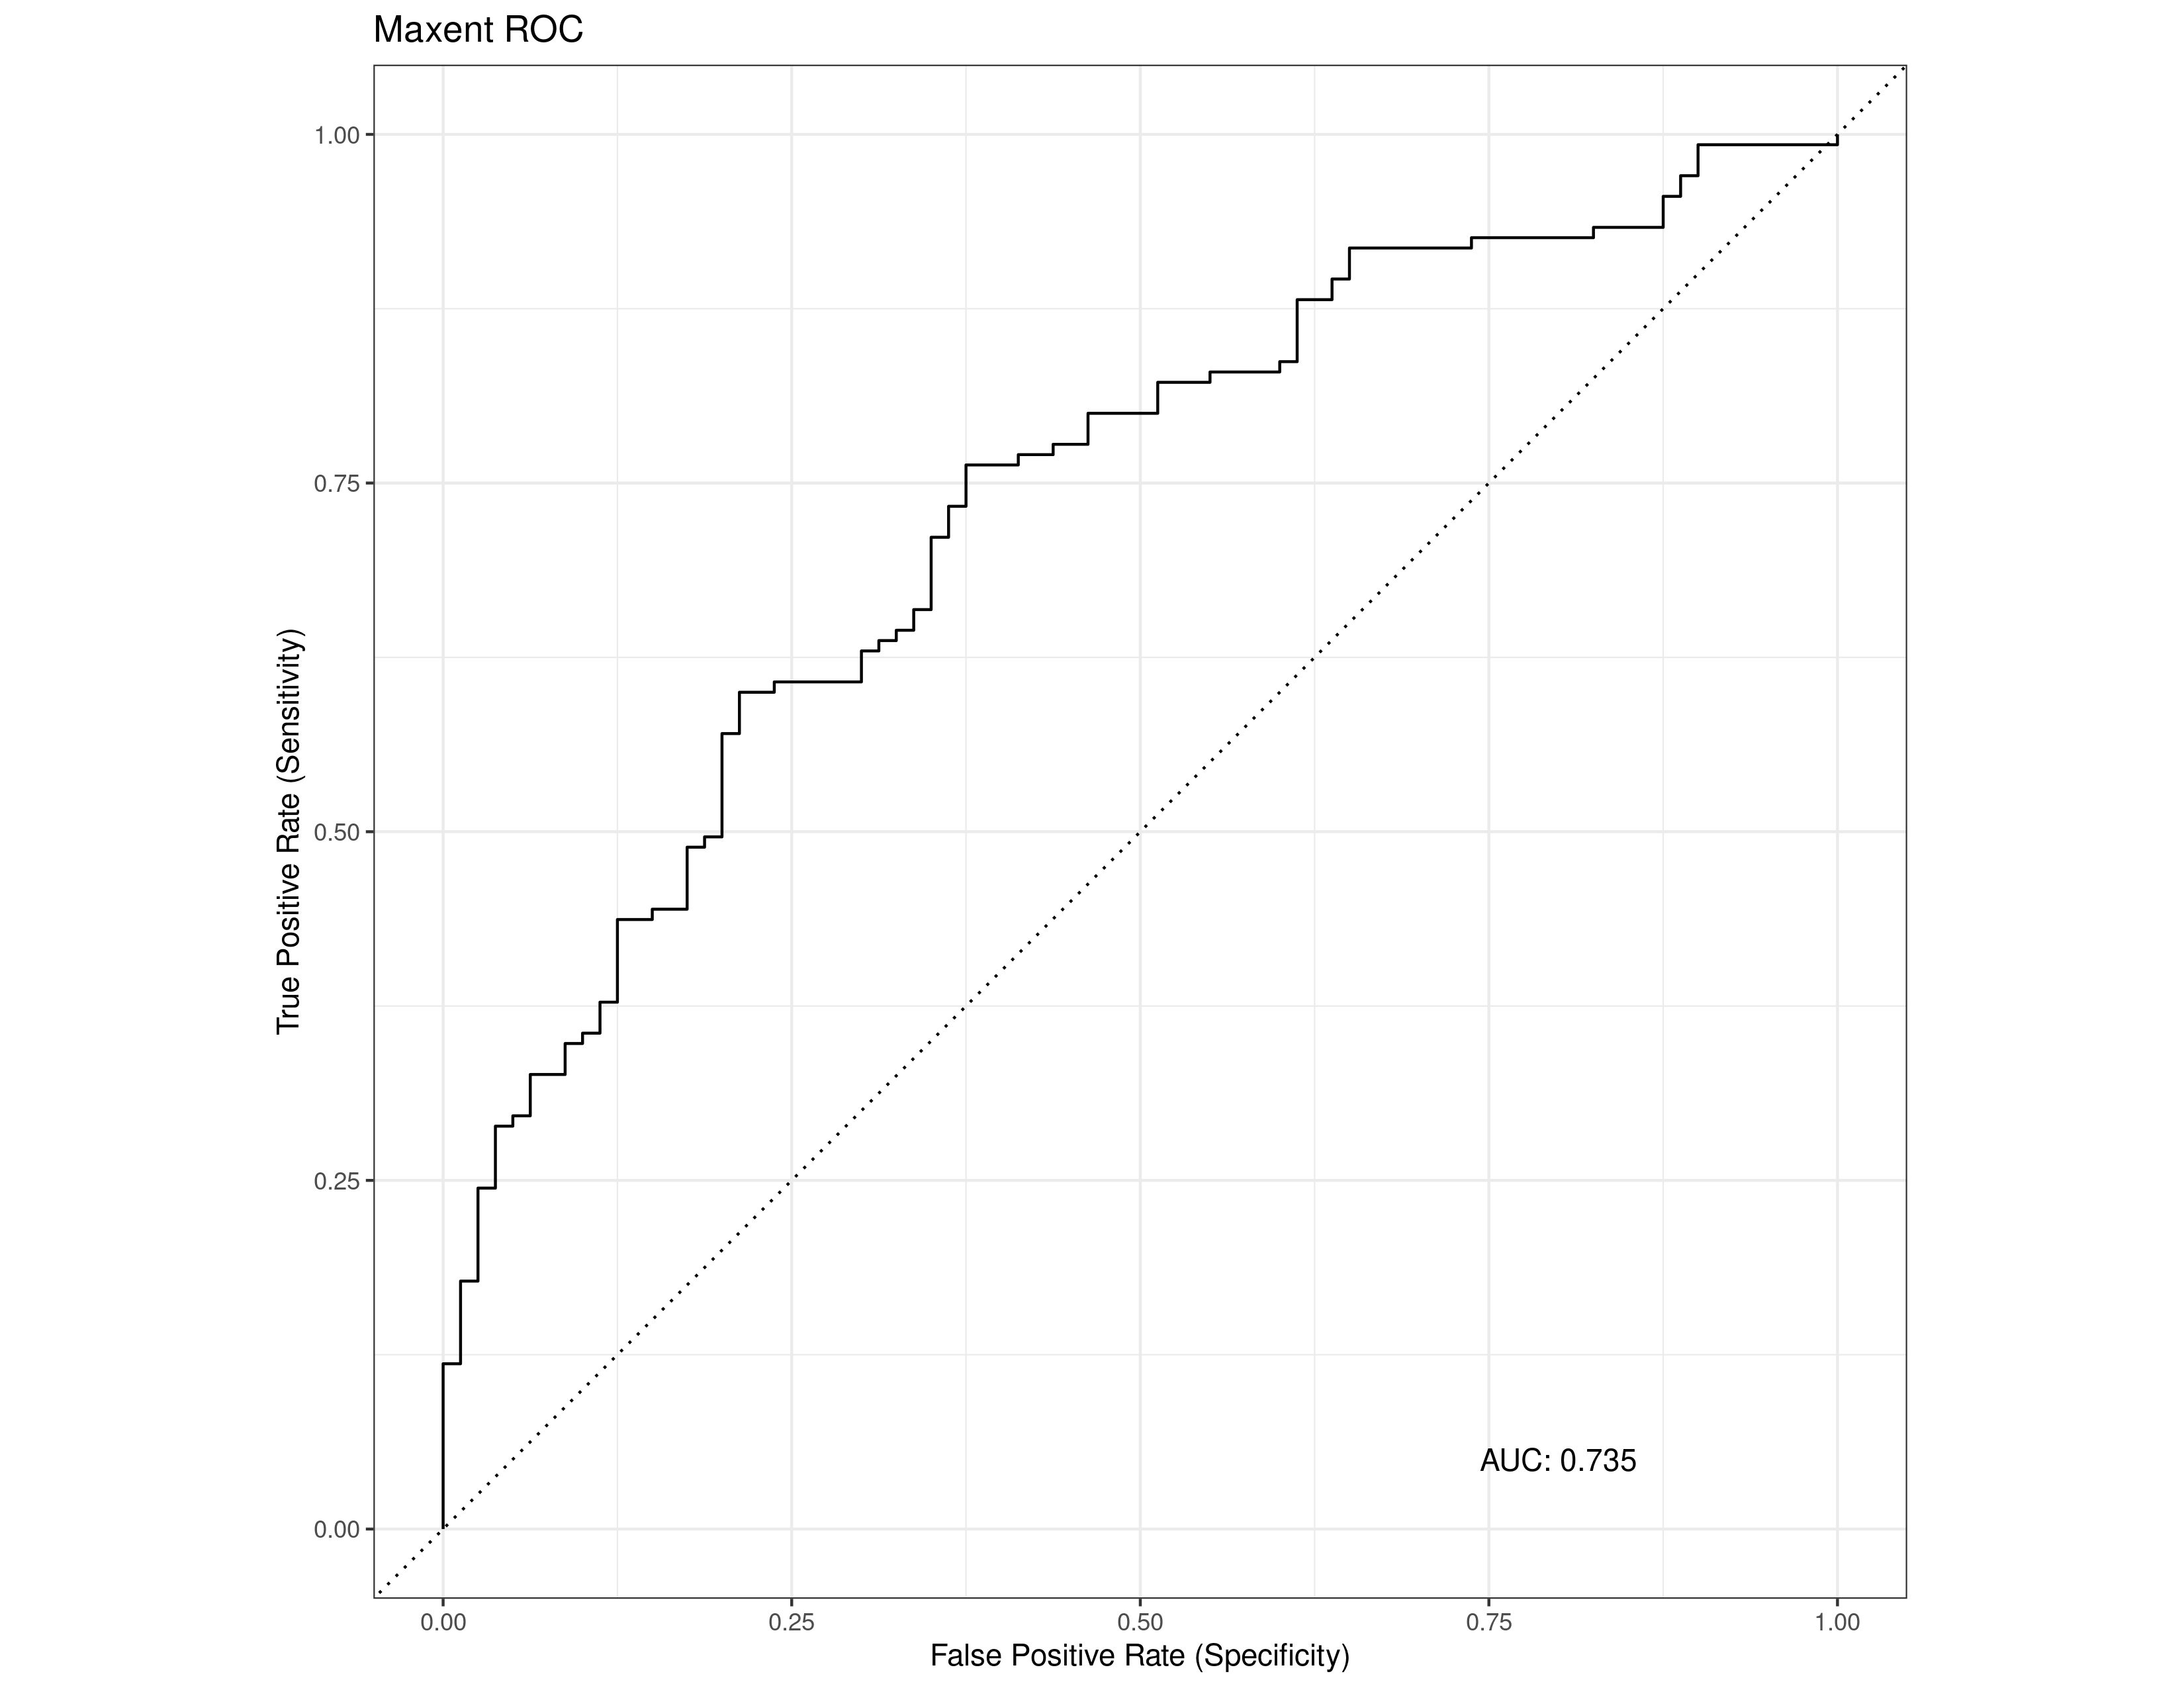 Maxent ROC
True Positive Rate (Sensitivity)
1.00
0.75
0.50
0.25
0.00
AUC: 0.735
0.00 0.25 0.50 0.75 1.00
False Positive Rate (Specificity)